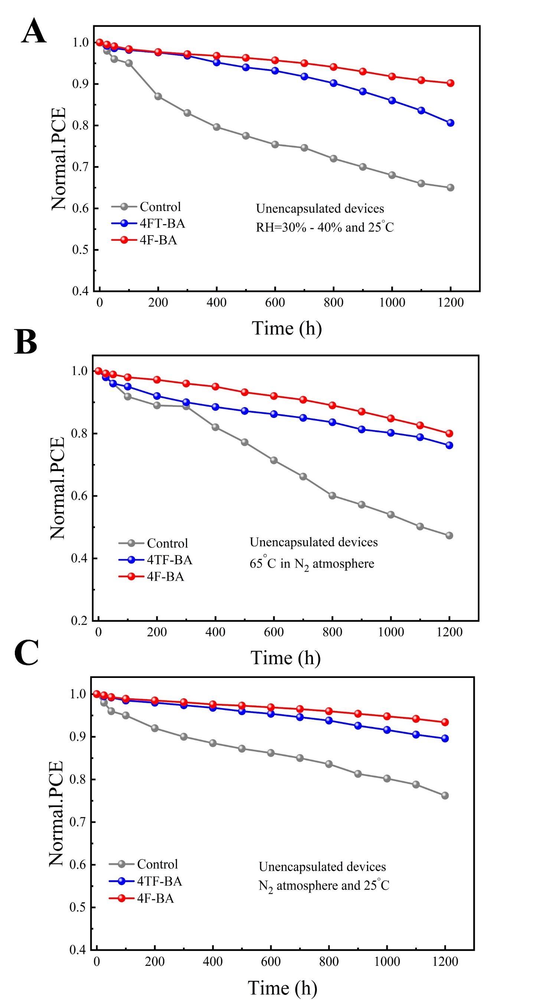 A
1.0
0.9
0.8
0.7
0.6
0.5
0.4
Normal.PCE
Control
4FT-BA
4F-BA
Unencapsulated devices
RH=30% - 40% and 25°C
0 200 400 600 800 1000 1200
Time (h)
B
1.0
0.8
0.6
0.4
0.2
Normal.PCE
Control
4TF-BA
4F-BA
Unencapsulated devices
65°C in N2 atmosphere
0 200 400 600 800 1000 1200
Time (h)
C
1.0
0.9
0.8
0.7
0.6
0.5
0.4
Normal.PCE
Control
4TF-BA
4F-BA
Unencapsulated devices
N2 atmosphere and 25°C
0 200 400 600 800 1000 1200
Time (h)